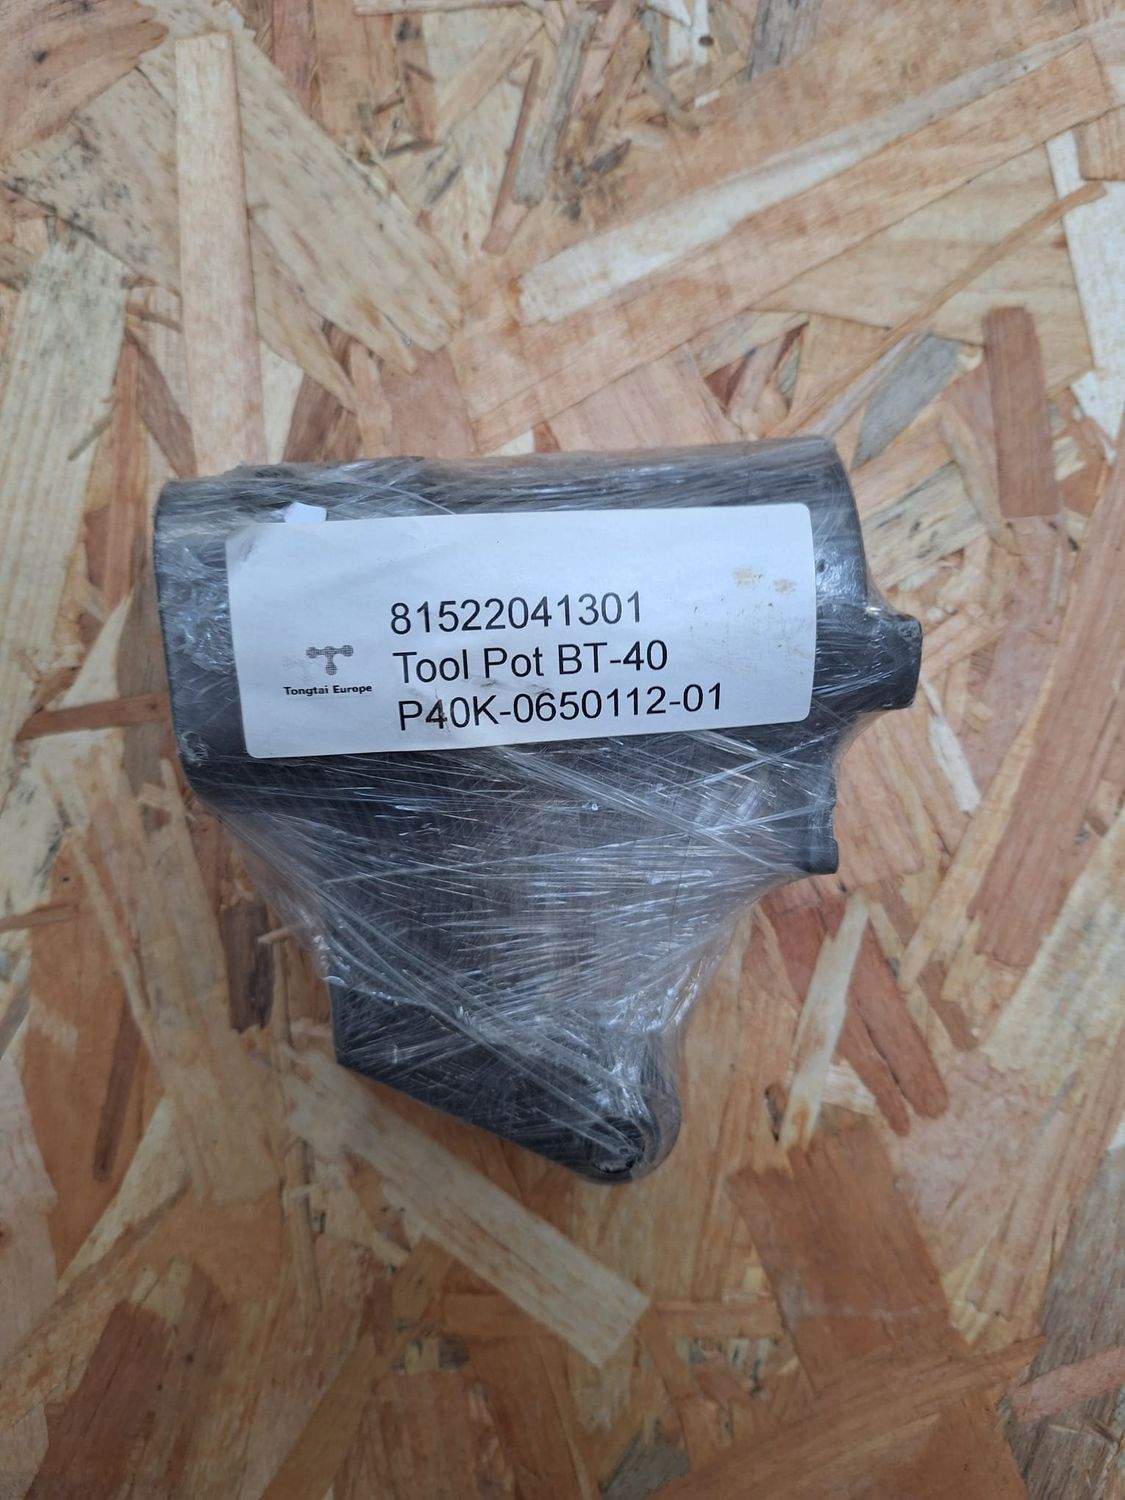 81522041301
Tool Pot BT-40
P40K-0650112-01
Tongtai Europe